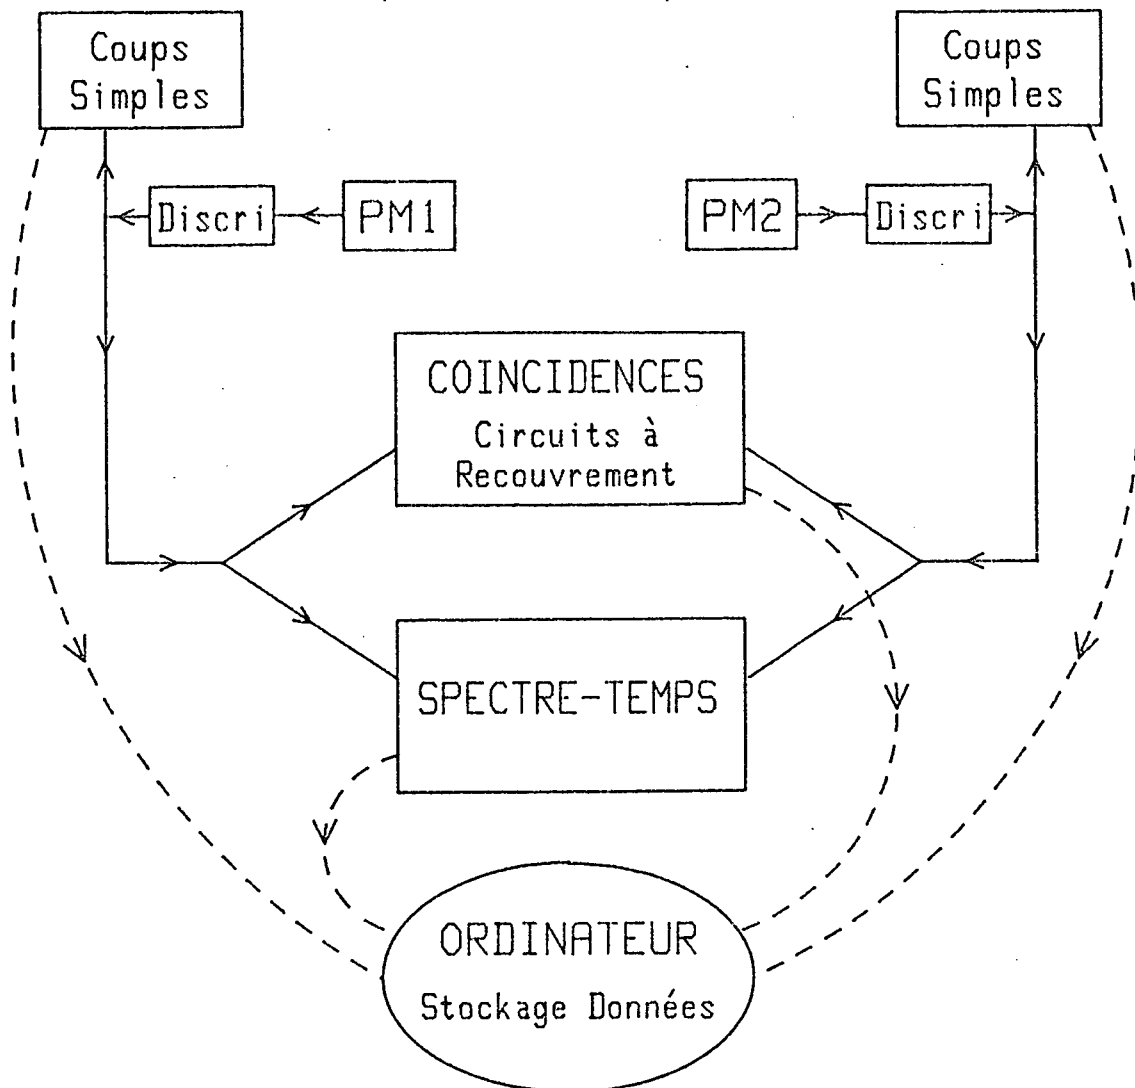 Coups
Simples
Coups
Simples
Discri
PM1
PM2
Discri
COINCIDENCES
Circuits à
Recouvrement
SPECTRE-TEMPS
ORDINATEUR
Stockage Données